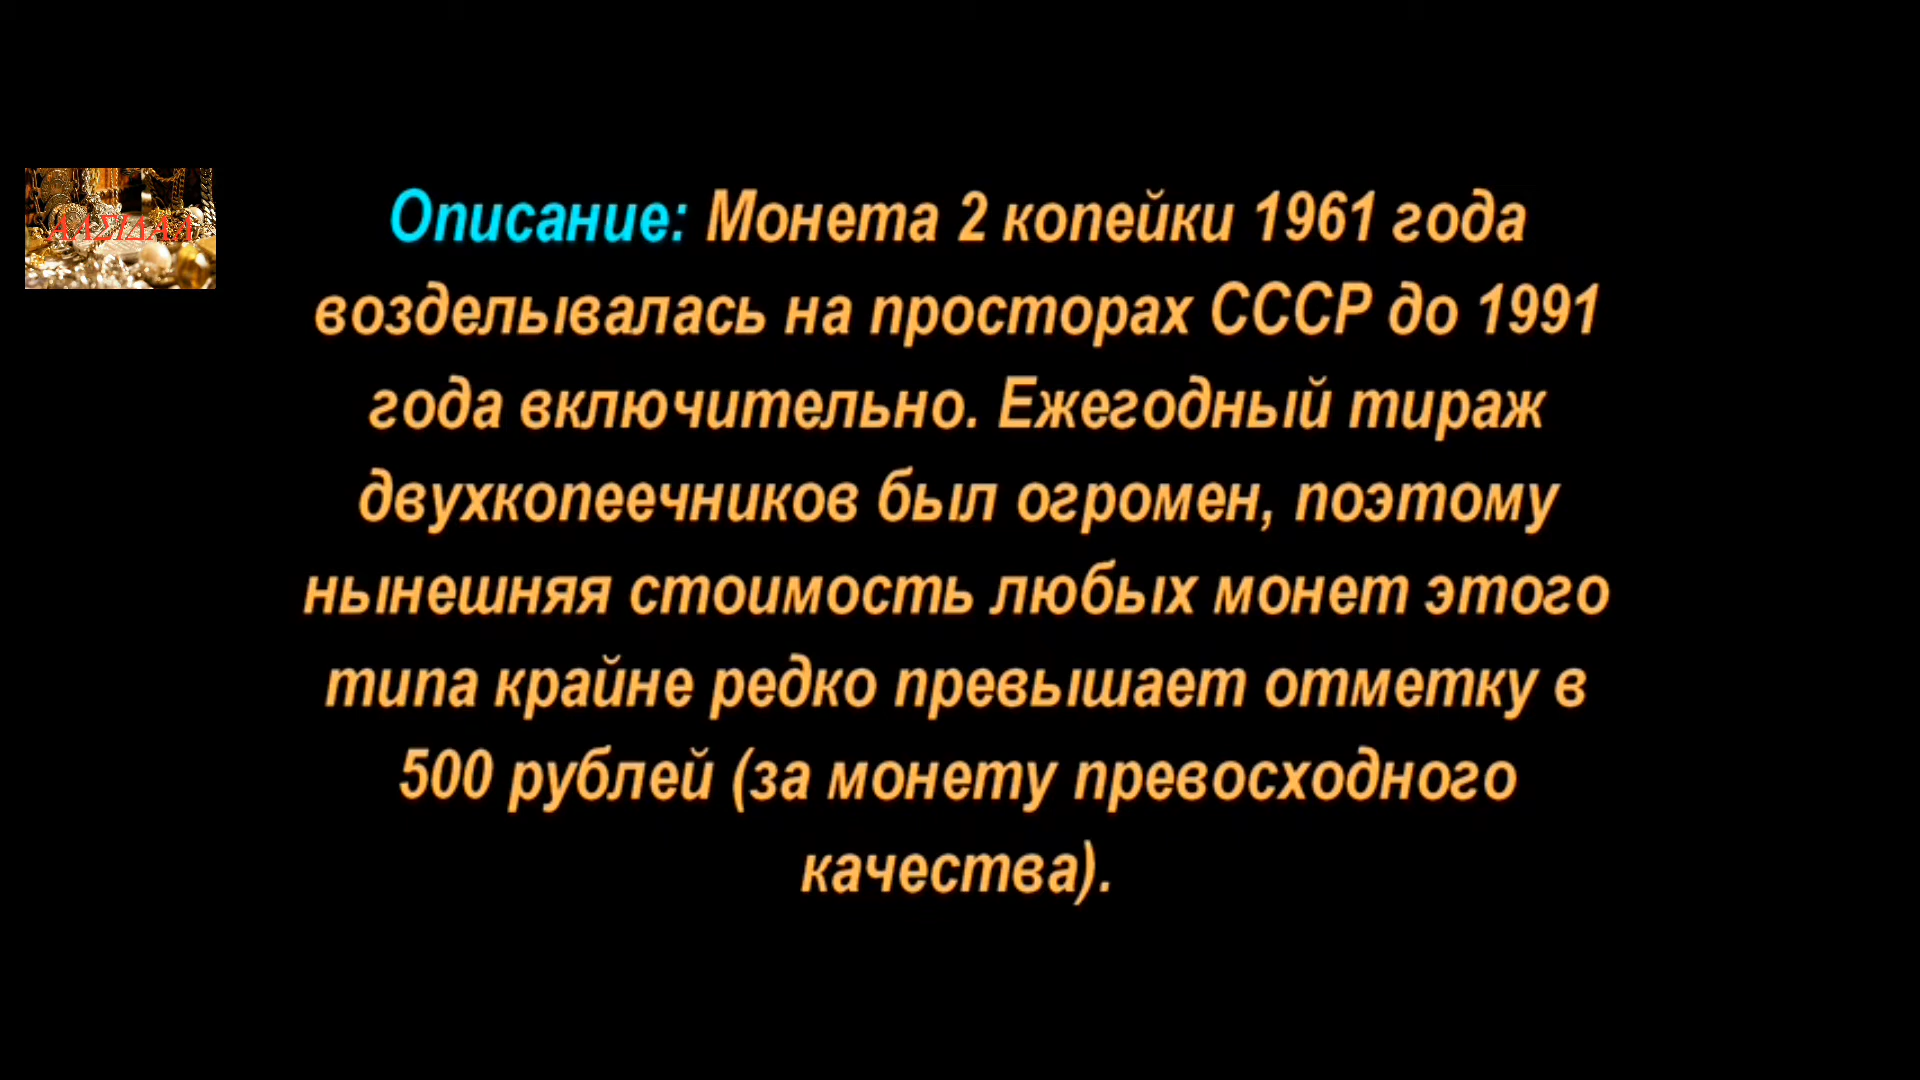 Описание: Монета 2 копейки 1961 года
возделывалась на просторах СССР до 1991
года включительно. Ежегодный тираж
двухкопеечников был огромен, поэтому
нынешняя стоимость любых монет этого
типа крайне редко превышает отметку в
500 рублей (за монету превосходного
качества).